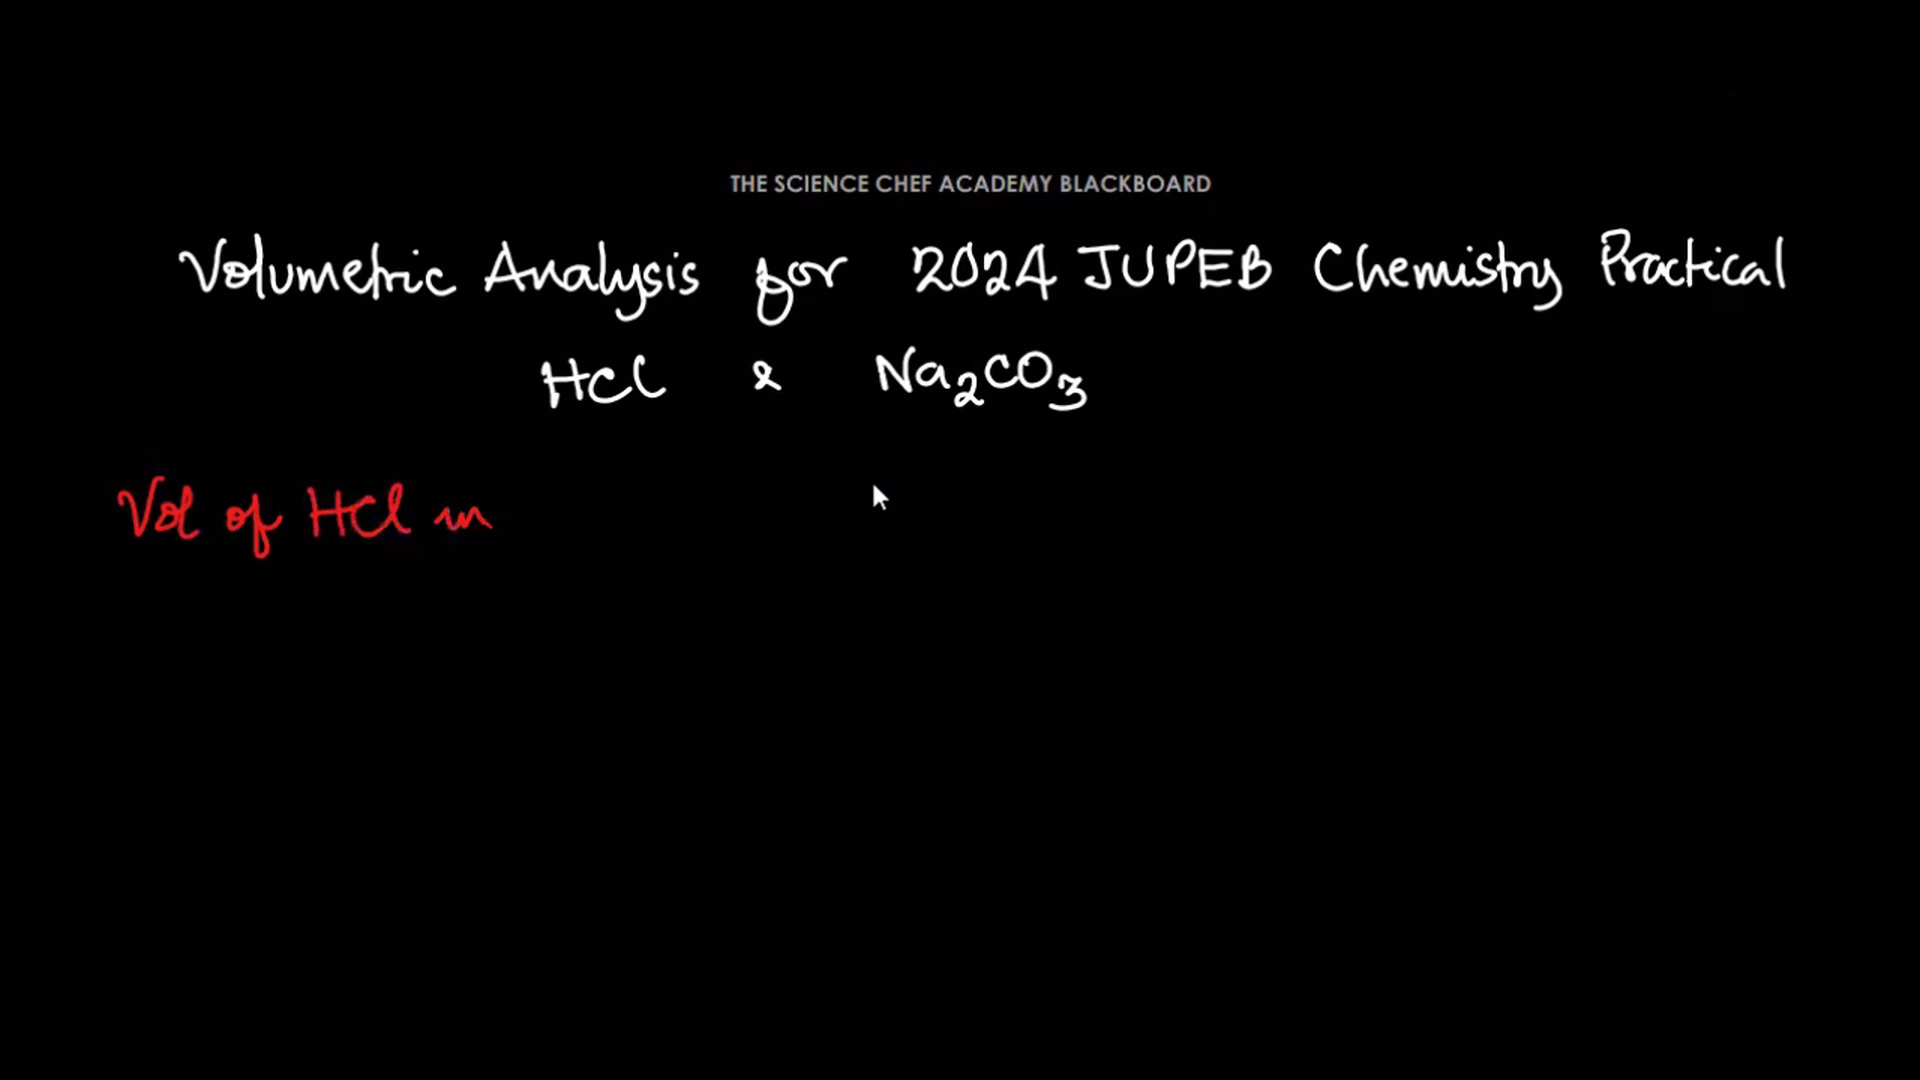 THE SCIENCE CHEF ACADEMY BLACKBOARD
Volumetric Analysis for 2024 JUPEB Chemistry Practical
HCl & Na₂CO₃
Vol of HCl in